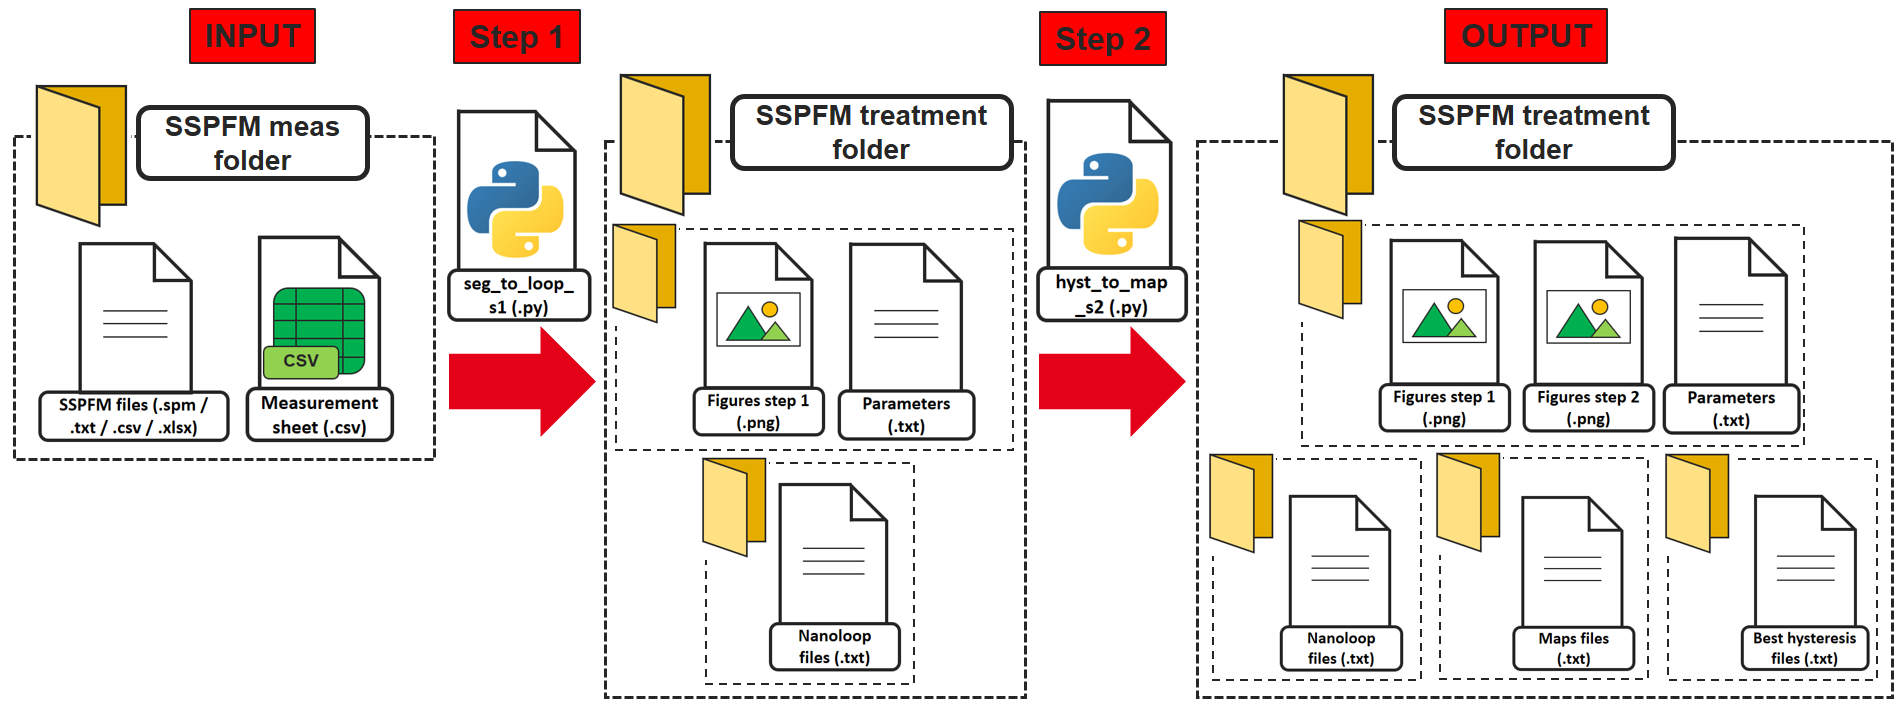 INPUT
Step 1
Step 2
OUTPUT
SSPFM meas
folder
SSPFM files (.spm /
.txt / .csv / .xlsx)
CSV
Measurement
sheet (.csv)
seg_to_loop_
s1 (.py)
SSPFM treatment
folder
Figures step 1
(.png)
Parameters
(.txt)
Nanoloop
files (.txt)
hyst_to_map
_s2 (.py)
SSPFM treatment
folder
Figures step 1
(.png)
Figures step 2
(.png)
Parameters
(.txt)
Nanoloop
files (.txt)
Maps files
(.txt)
Best hysteresis
files (.txt)